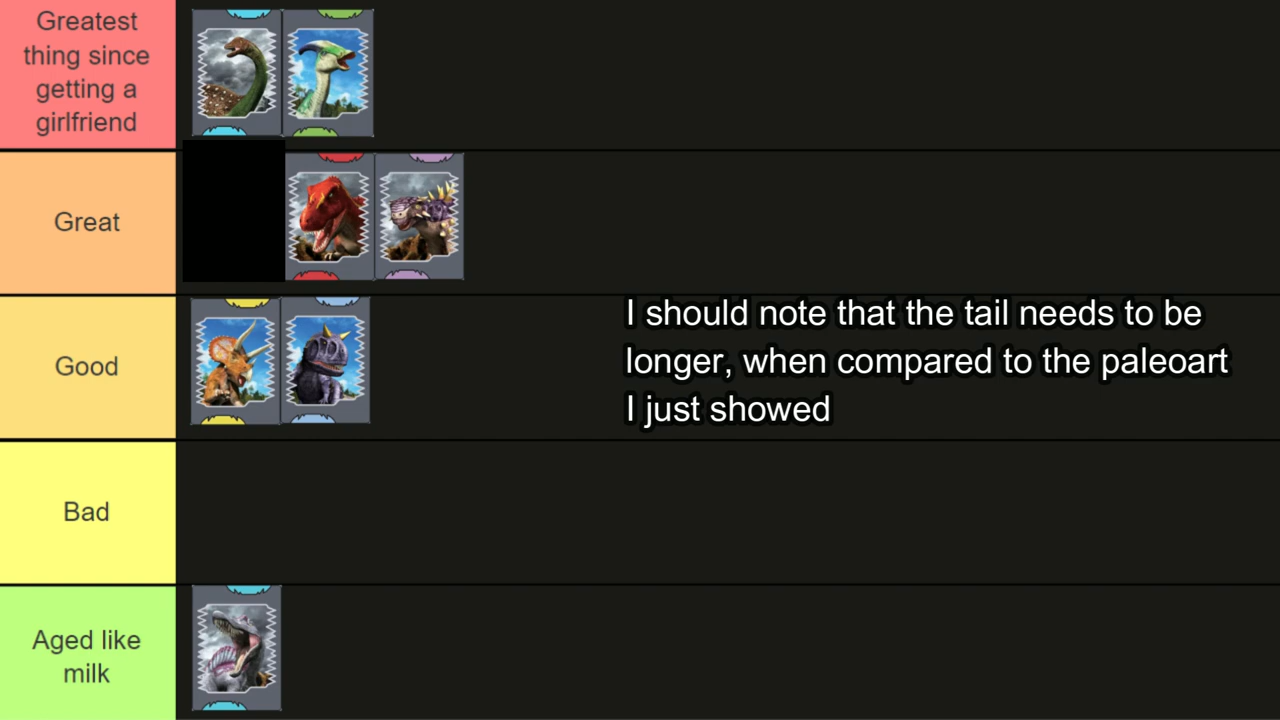 Greatest
thing since
getting a
girlfriend
Great
Good
I should note that the tail needs to be
longer, when compared to the paleoart
I just showed
Bad
Aged like
milk